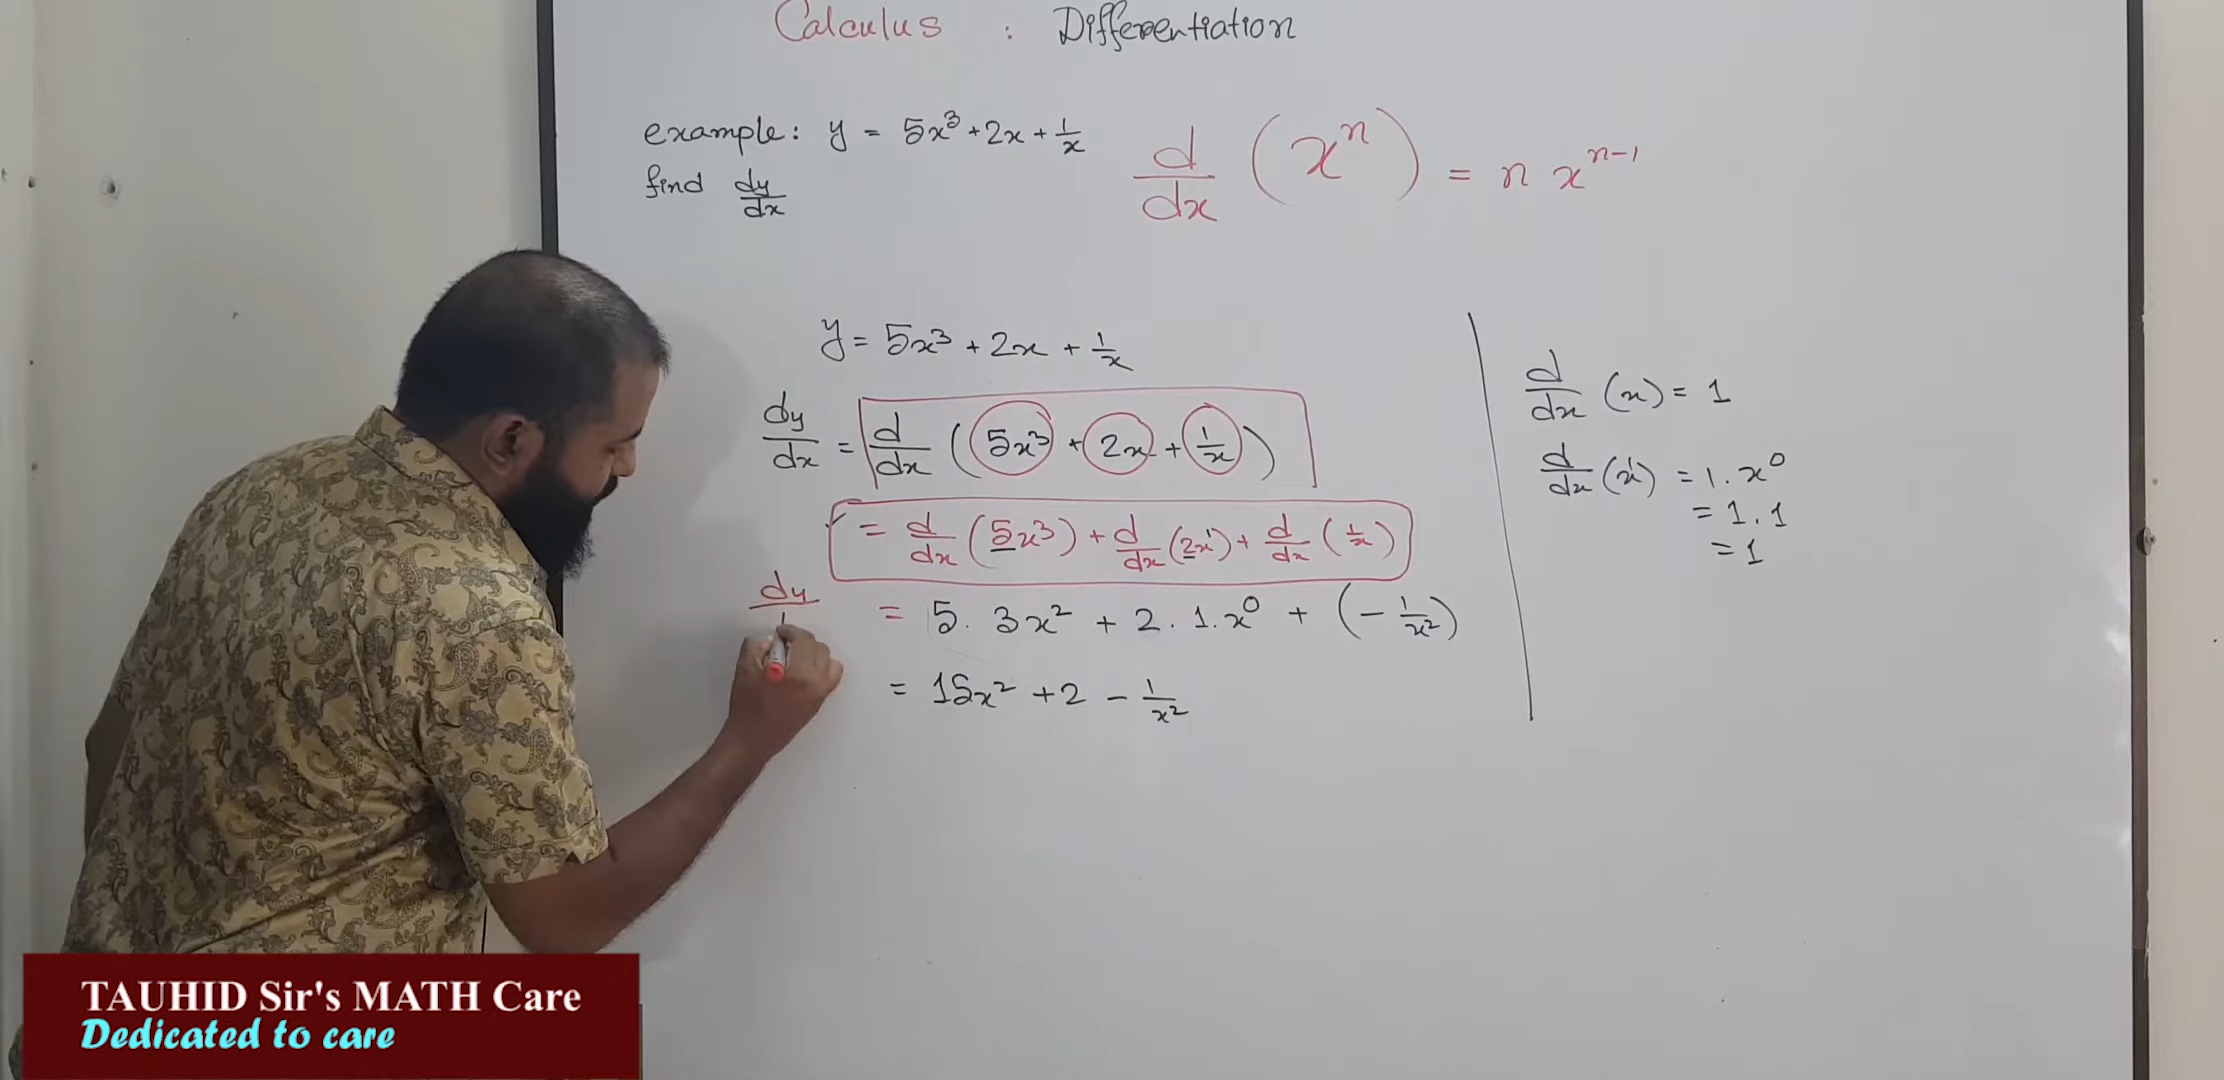 Calculus : Differentiation
example: y = 5x³ + 2x + 1/x
find dy/dx
d/dx (xⁿ) = n xⁿ⁻¹
y = 5x³ + 2x + 1/x
dy/dx = d/dx (5x³ + 2x + 1/x)
= d/dx (5x³) + d/dx (2x¹) + d/dx (1/x)
dy
= 5. 3x² + 2. 1. x⁰ + (- 1/x²)
= 15x² + 2 - 1/x²
d/dx (x) = 1
d/dx (x¹) = 1. x⁰
= 1. 1
= 1
TAUHID Sir's MATH Care
Dedicated to care